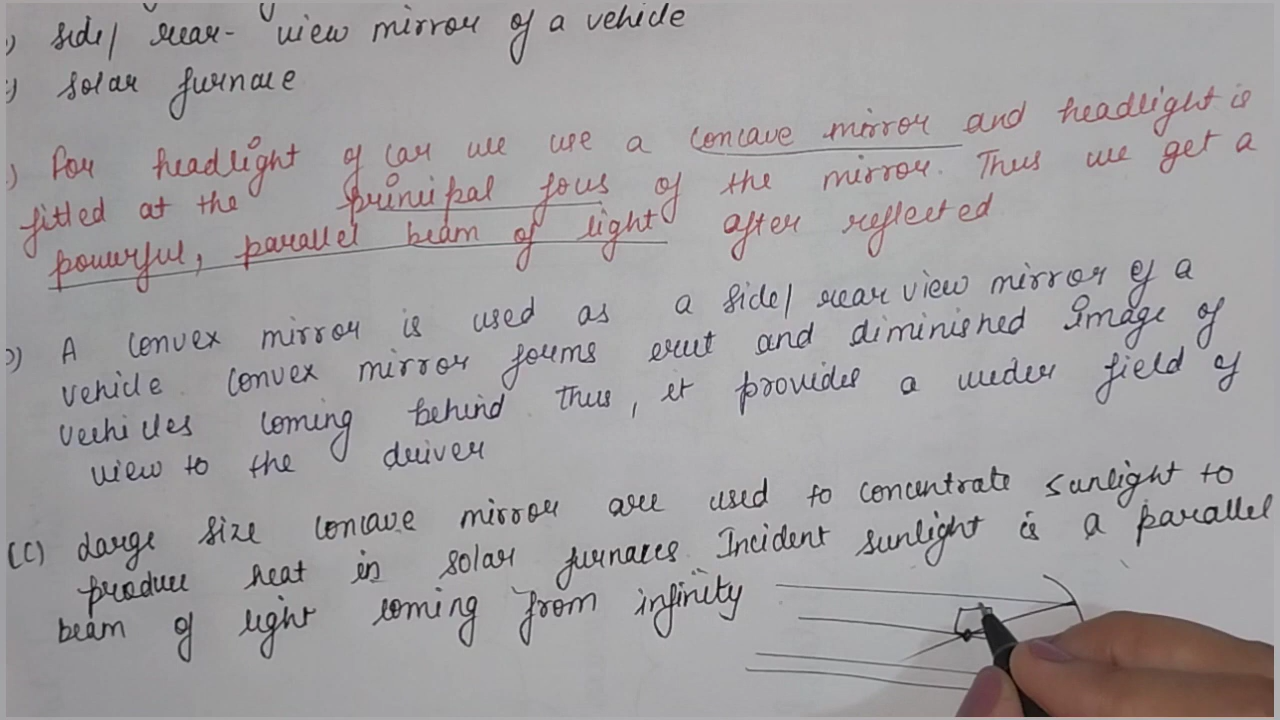 ) side/ rear- view mirror of a vehicle
) solar furnace
) For headlight of car we use a concave mirror and headlight is
fitted at the principal focus of the mirror. Thus we get a
powerful, parallel beam of light after reflected
) A convex mirror is used as a side/ rear view mirror of a
vehicle. convex mirror forms erect and diminished Image of
vechicles coming behind thus, it provides a wider field of
view to the driver
(C) Large size concave mirror are used to concentrate sunlight to
produce heat in solar furnaces. Incident sunlight is a parallel
beam of light coming from infinity